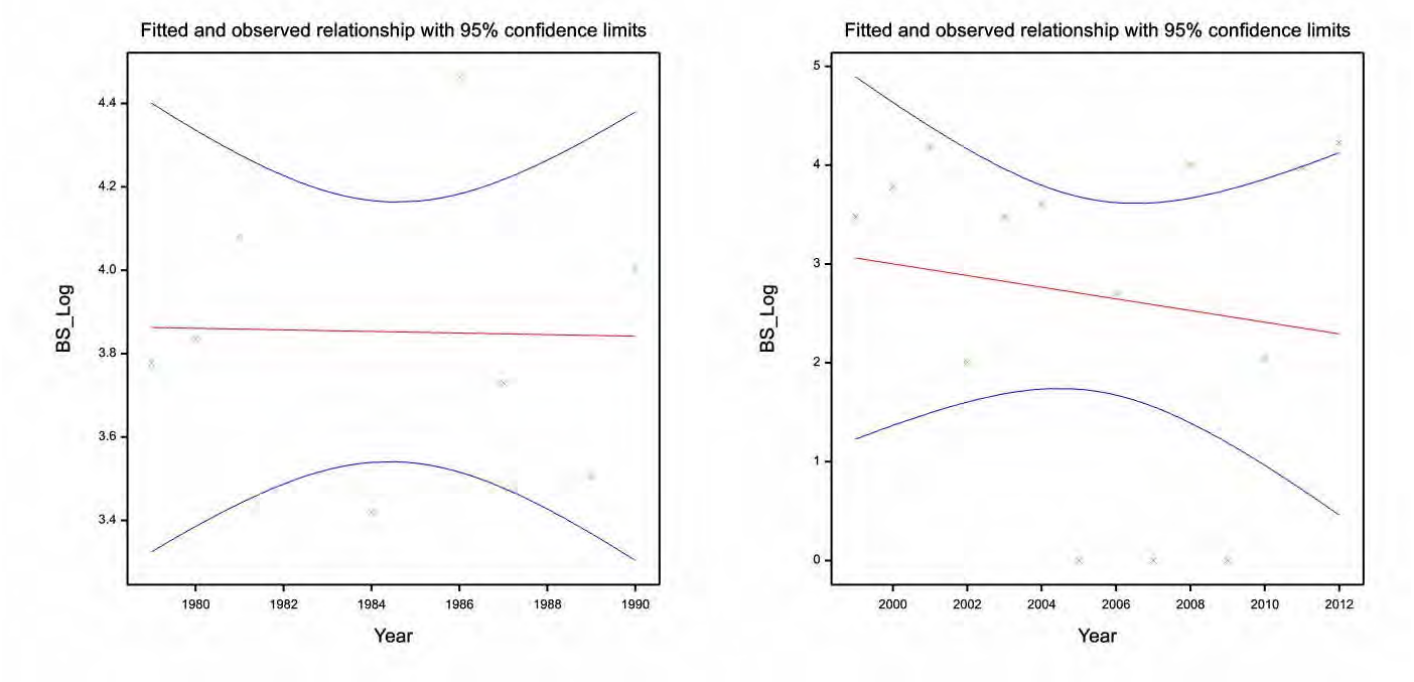 Fitted and observed relationship with 95% confidence limits
4.4
4.2
4.0
3.8
3.6
3.4
BS_Log
1980 1982 1984 1986 1988 1990
Year
Fitted and observed relationship with 95% confidence limits
5
4
3
2
1
0
BS_Log
2000 2002 2004 2006 2008 2010 2012
Year